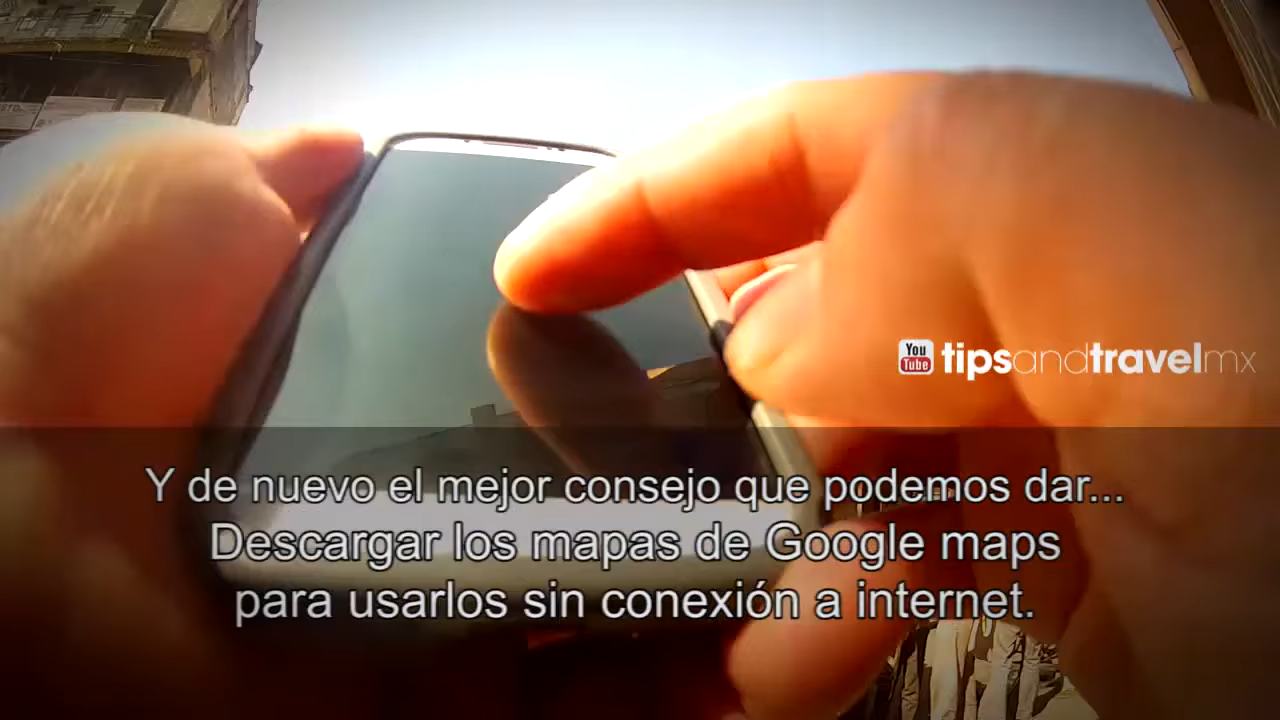 You
Tube
tipsandtravelmx
Y de nuevo el mejor consejo que podemos dar...
Descargar los mapas de Google maps
para usarlos sin conexión a internet.